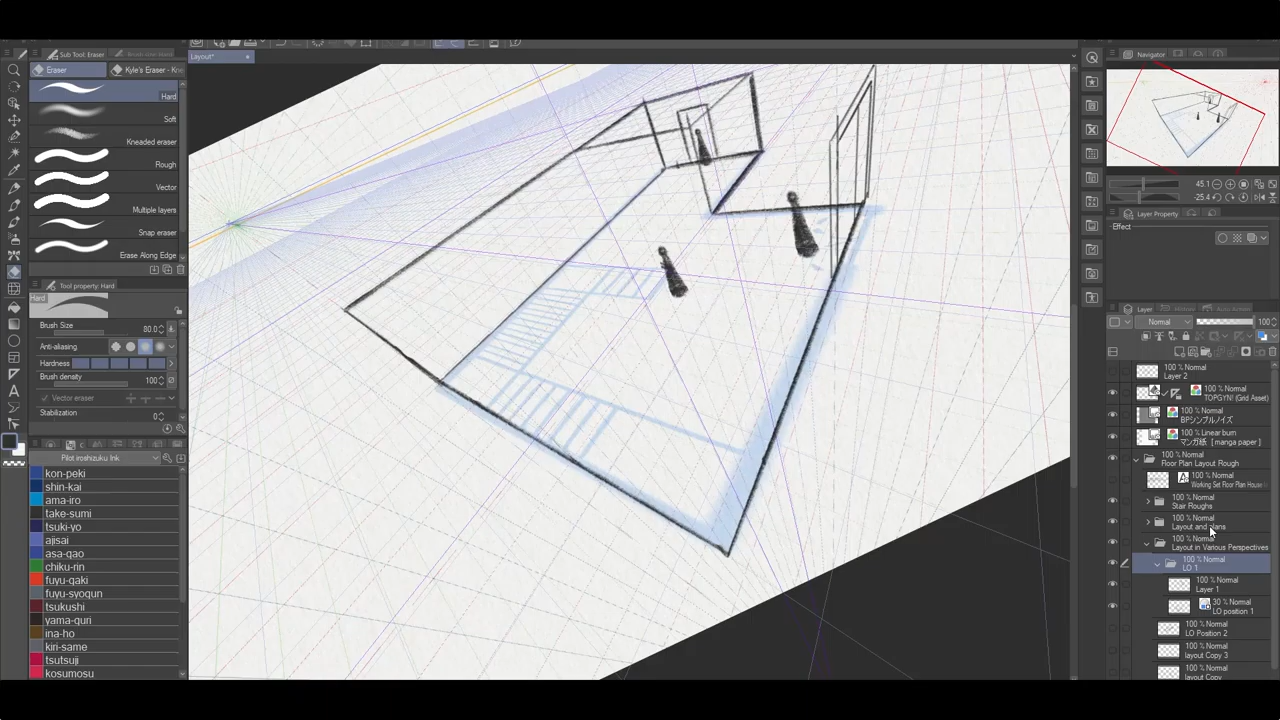 Sub Tool: Eraser
Layout*
Navigator
Eraser
Kyle's Eraser - Kne
Hard
Soft
Kneaded eraser
Rough
Vector
Multiple layers
Snap eraser
Erase Along Edge
45.1
-25.4
Layer Property
Effect
Tool property: Hard
Hard
Brush Size
80.0
Anti-aliasing
Hardness
Brush density
100
Vector eraser
Stabilization
0
Layer
Normal
100
100 % Normal
Layer 2
100 % Normal
TOPGYN! (Grid Asset)
100 % Normal
BPシンプルノイズ
100 % Linear burn
マンガ紙 [manga paper]
100 % Normal
Floor Plan Layout Rough
100 % Normal
Working Set Floor Plan House
100 % Normal
Stair Roughs
100 % Normal
Layout and plans
100 % Normal
Layout in Various Perspectives
100 % Normal
LO 1
100 % Normal
Layer 1
30 % Normal
LO position 1
100 % Normal
LO Position 2
100 % Normal
layout Copy 3
100 % Normal
layout Copy
Pilot iroshizuku Ink
kon-peki
shin-kai
ama-iro
take-sumi
tsuki-yo
ajisai
asa-gao
chiku-rin
fuyu-gaki
fuyu-syogun
tsukushi
yama-guri
ina-ho
kiri-same
tsutsuji
kosumosu